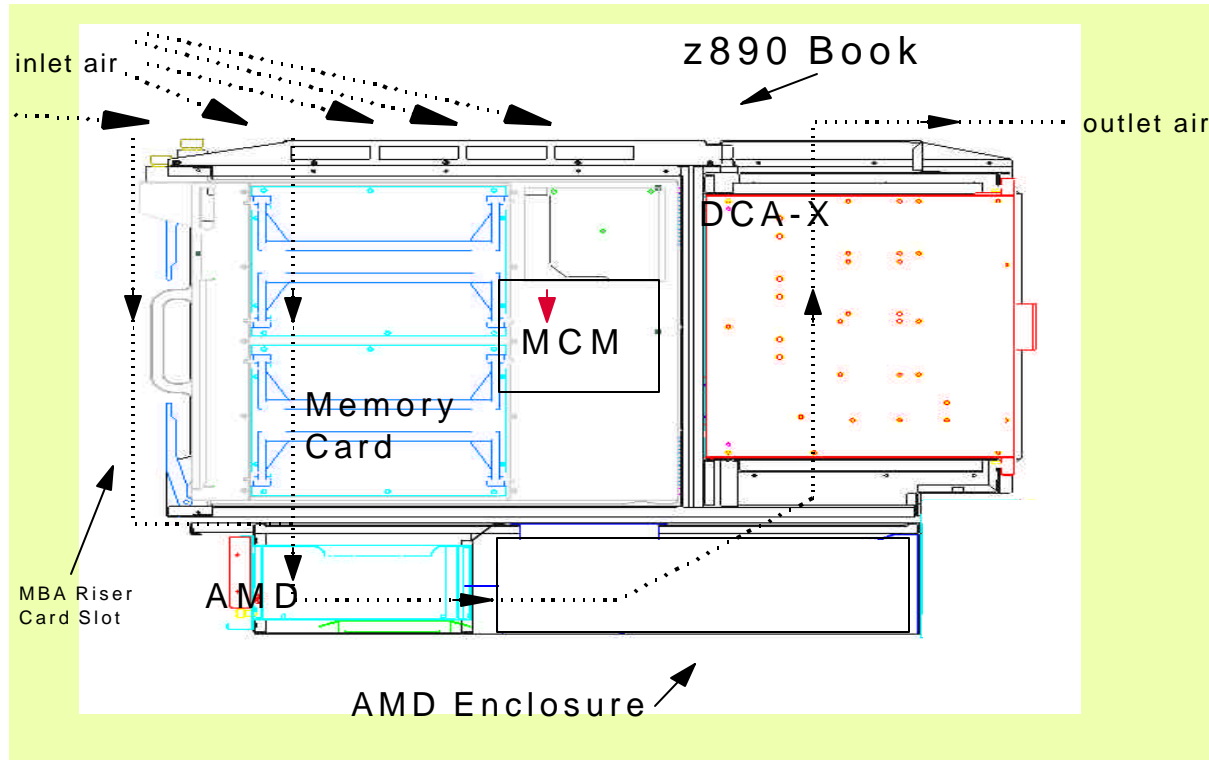 z890 Book
inlet air
outlet air
DCA-X
MCM
Memory
Card
MBA Riser
Card Slot
AMD
AMD Enclosure